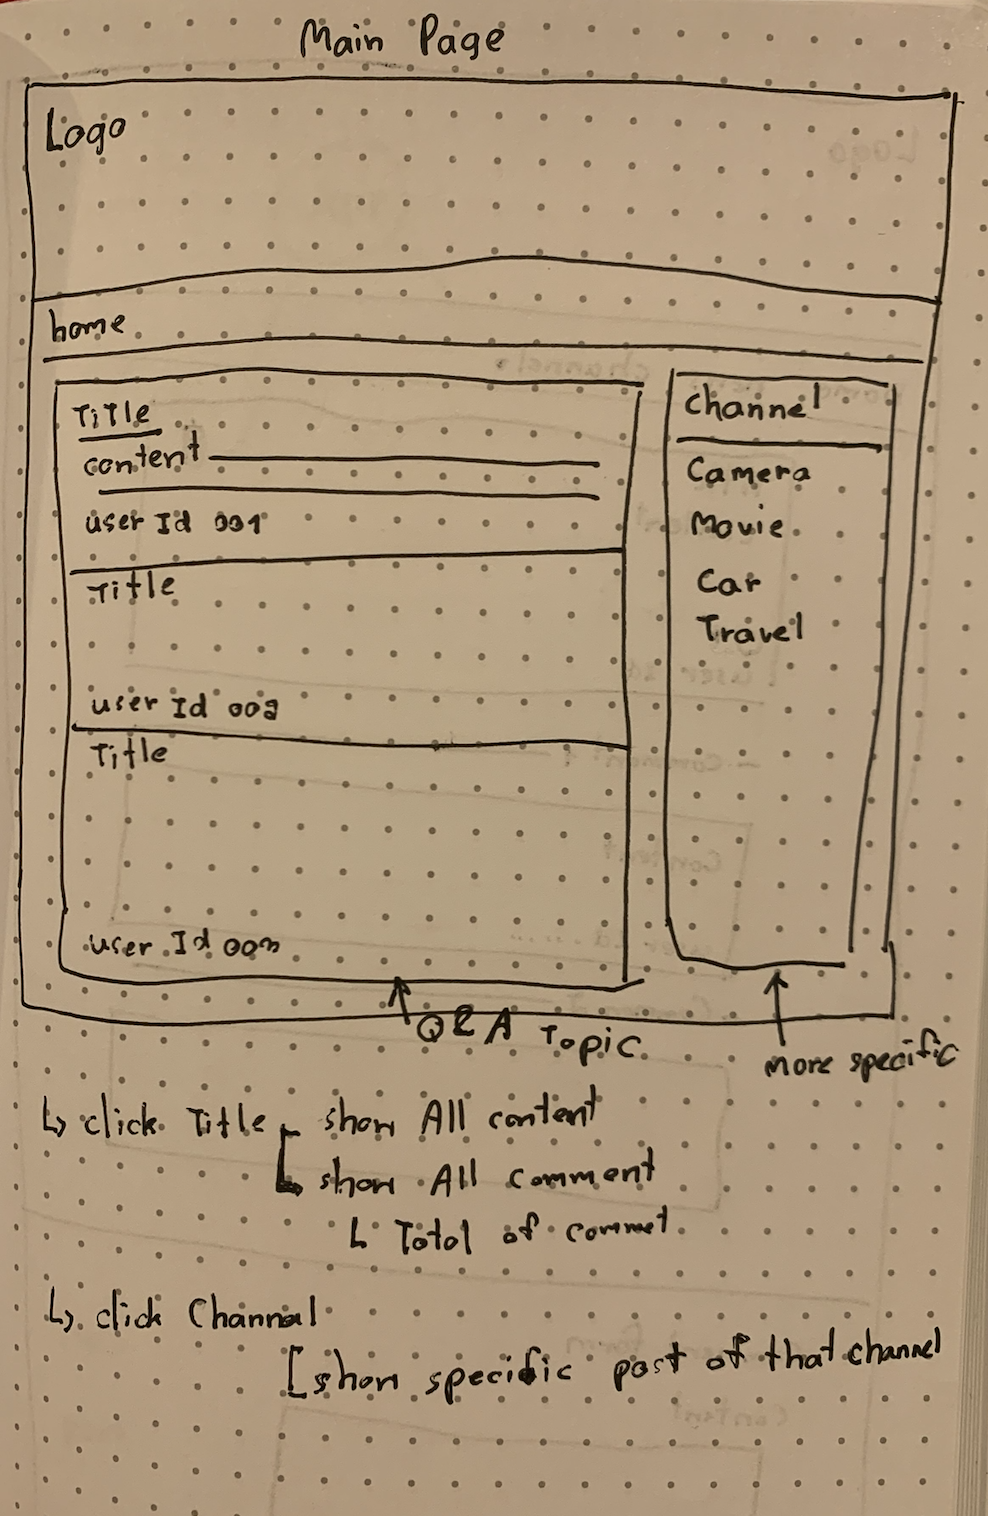 Main Page
Logo
home
Title
content
user Id 001
Title
user Id 002
Title
user Id 003
Channel
Camera
Movie
Car
Travel
Q&A Topic
more specific
↳ click Title
show All content
show All comment
Total of commet
↳ click Channal
show specific post of that channel